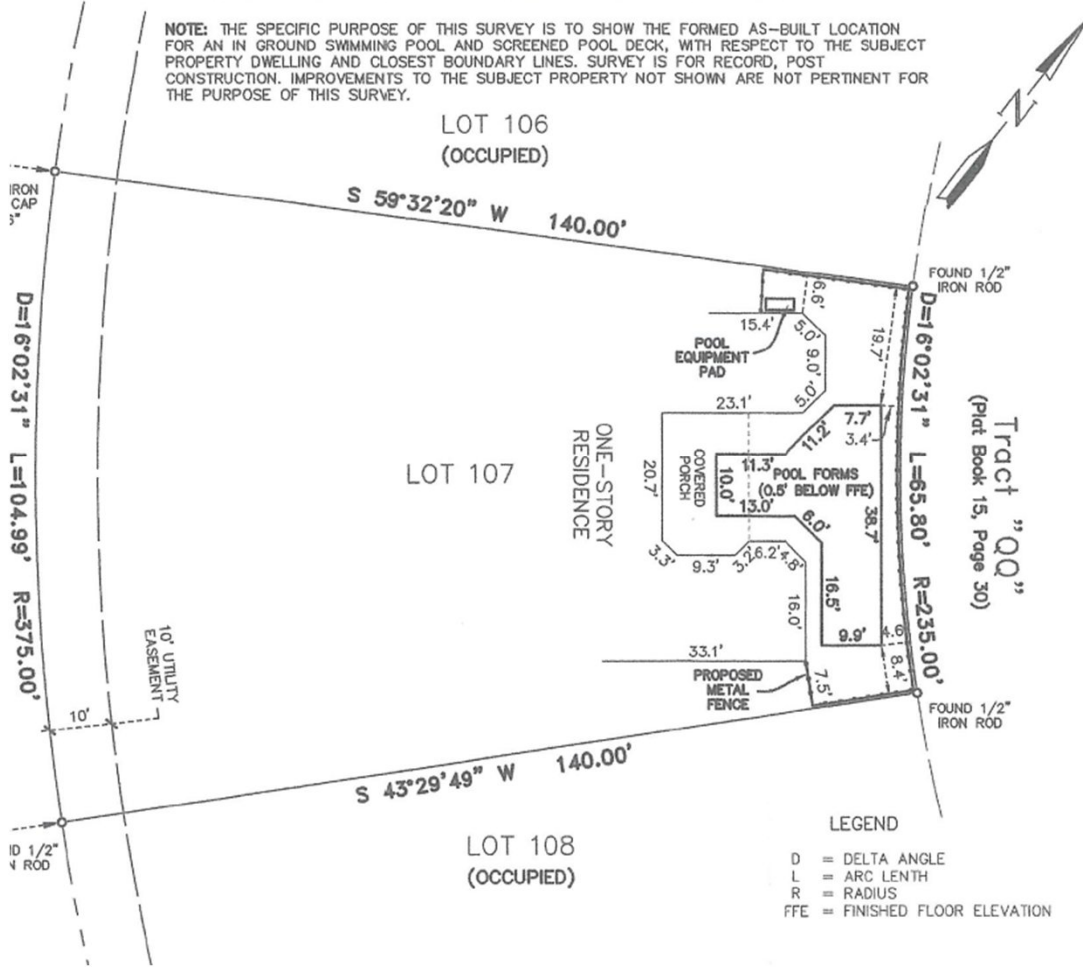 NOTE: THE SPECIFIC PURPOSE OF THIS SURVEY IS TO SHOW THE FORMED AS-BUILT LOCATION
FOR AN IN GROUND SWIMMING POOL AND SCREENED POOL DECK, WITH RESPECT TO THE SUBJECT
PROPERTY DWELLING AND CLOSEST BOUNDARY LINES. SURVEY IS FOR RECORD, POST
CONSTRUCTION. IMPROVEMENTS TO THE SUBJECT PROPERTY NOT SHOWN ARE NOT PERTINENT FOR
THE PURPOSE OF THIS SURVEY.
N
LOT 106
(OCCUPIED)
IRON
CAP
S 59°32'20" W 140.00'
FOUND 1/2"
IRON ROD
D=16°02'31" L=104.99' R=375.00'
D=16°02'31" L=65.80' R=235.00'
Tract "QQ"
(Plat Book 15, Page 30)
6.6'
19.7'
15.4'
5.0'
POOL
EQUIPMENT
PAD
9.0'
5.0'
23.1'
7.7'
3.4'
11.2'
ONE-STORY
RESIDENCE
LOT 107
20.7'
COVERED
PORCH
11.3'
10.0'
POOL FORMS
(0.5' BELOW FFE)
13.0'
6.0'
38.7'
3.3'
9.3'
3.2'
6.2'
4.8'
16.0'
16.5'
9.9'
4.6
8.4'
33.1'
PROPOSED
METAL
FENCE
7.5'
10' UTILITY
EASEMENT
10'
FOUND 1/2"
IRON ROD
S 43°29'49" W 140.00'
ND 1/2"
N ROD
LOT 108
(OCCUPIED)
LEGEND
D = DELTA ANGLE
L = ARC LENTH
R = RADIUS
FFE = FINISHED FLOOR ELEVATION